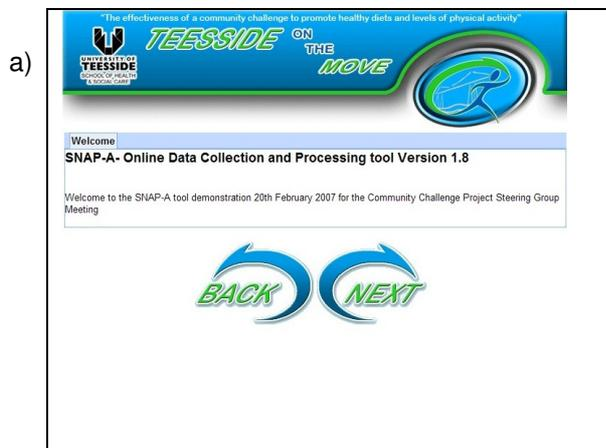 "The effectiveness of a community challenge to promote healthy diets and levels of physical activity"
a)
TEESSIDE ON THE MOVE
UNIVERSITY OF
TEESSIDE
SCHOOL OF HEALTH
& SOCIAL CARE
Welcome
SNAP-A- Online Data Collection and Processing tool Version 1.8
Welcome to the SNAP-A tool demonstration 20th February 2007 for the Community Challenge Project Steering Group
Meeting
BACK NEXT